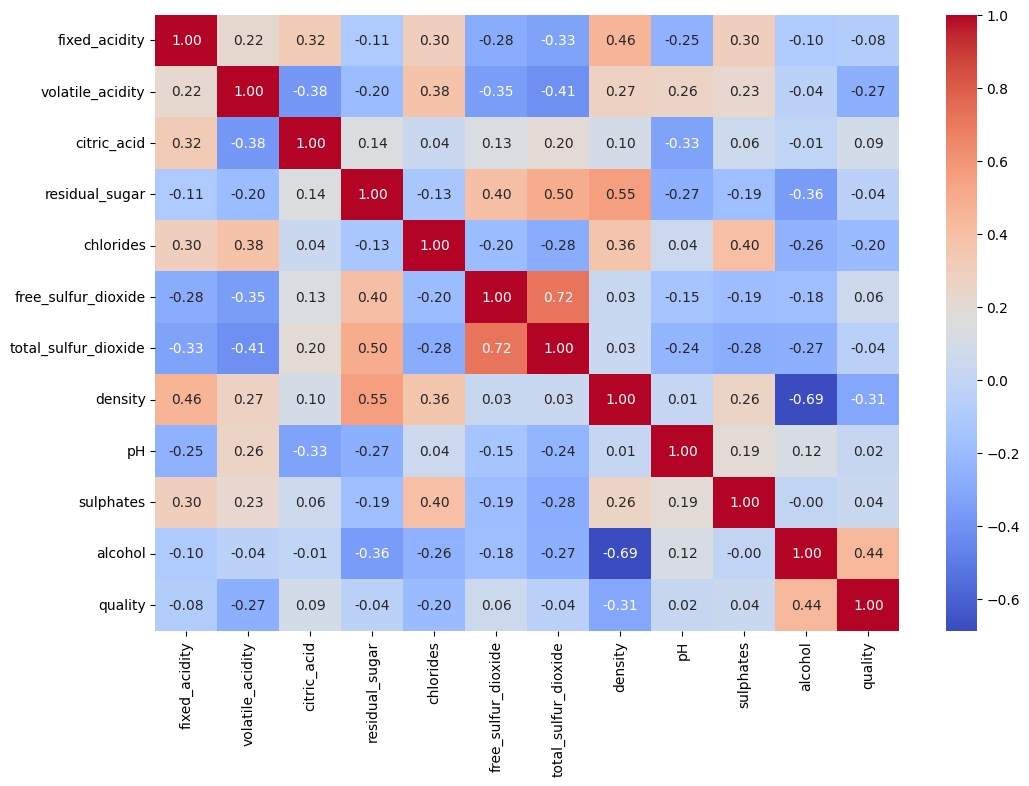 fixed_acidity 1.00 0.22 0.32 -0.11 0.30 -0.28 -0.33 0.46 -0.25 0.30 -0.10 -0.08
volatile_acidity 0.22 1.00 -0.38 -0.20 0.38 -0.35 -0.41 0.27 0.26 0.23 -0.04 -0.27
citric_acid 0.32 -0.38 1.00 0.14 0.04 0.13 0.20 0.10 -0.33 0.06 -0.01 0.09
residual_sugar -0.11 -0.20 0.14 1.00 -0.13 0.40 0.50 0.55 -0.27 -0.19 -0.36 -0.04
chlorides 0.30 0.38 0.04 -0.13 1.00 -0.20 -0.28 0.36 0.04 0.40 -0.26 -0.20
free_sulfur_dioxide -0.28 -0.35 0.13 0.40 -0.20 1.00 0.72 0.03 -0.15 -0.19 -0.18 0.06
total_sulfur_dioxide -0.33 -0.41 0.20 0.50 -0.28 0.72 1.00 0.03 -0.24 -0.28 -0.27 -0.04
density 0.46 0.27 0.10 0.55 0.36 0.03 0.03 1.00 0.01 0.26 -0.69 -0.31
pH -0.25 0.26 -0.33 -0.27 0.04 -0.15 -0.24 0.01 1.00 0.19 0.12 0.02
sulphates 0.30 0.23 0.06 -0.19 0.40 -0.19 -0.28 0.26 0.19 1.00 -0.00 0.04
alcohol -0.10 -0.04 -0.01 -0.36 -0.26 -0.18 -0.27 -0.69 0.12 -0.00 1.00 0.44
quality -0.08 -0.27 0.09 -0.04 -0.20 0.06 -0.04 -0.31 0.02 0.04 0.44 1.00
fixed_acidity
volatile_acidity
citric_acid
residual_sugar
chlorides
free_sulfur_dioxide
total_sulfur_dioxide
density
pH
sulphates
alcohol
quality
1.0
0.8
0.6
0.4
0.2
0.0
−0.2
−0.4
−0.6